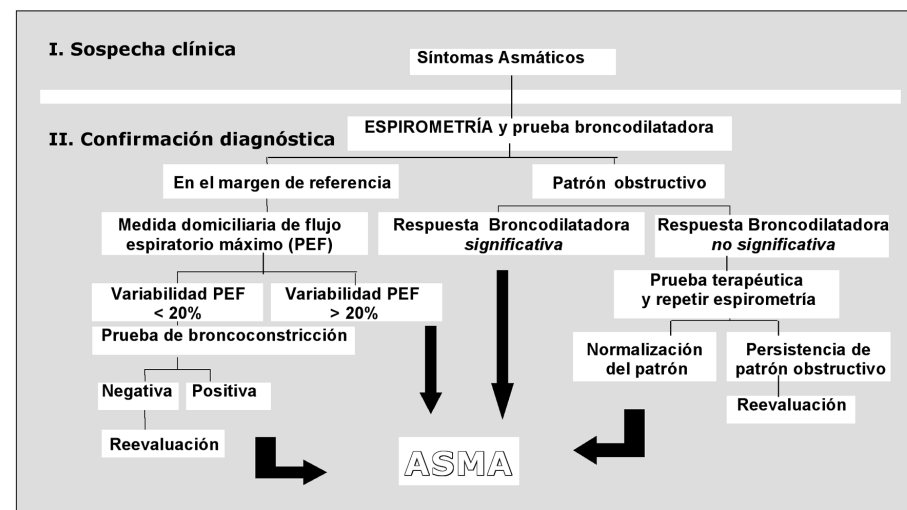 I. Sospecha clínica
Síntomas Asmáticos
II. Confirmación diagnóstica
ESPIROMETRÍA y prueba broncodilatadora
En el margen de referencia
Patrón obstructivo
Medida domiciliaria de flujo
espiratorio máximo (PEF)
Respuesta Broncodilatadora
significativa
Respuesta Broncodilatadora
no significativa
Variabilidad PEF
< 20%
Variabilidad PEF
> 20%
Prueba terapéutica
y repetir espirometría
Prueba de broncoconstricción
Normalización
del patrón
Persistencia de
patrón obstructivo
Negativa
Positiva
Reevaluación
Reevaluación
ASMA